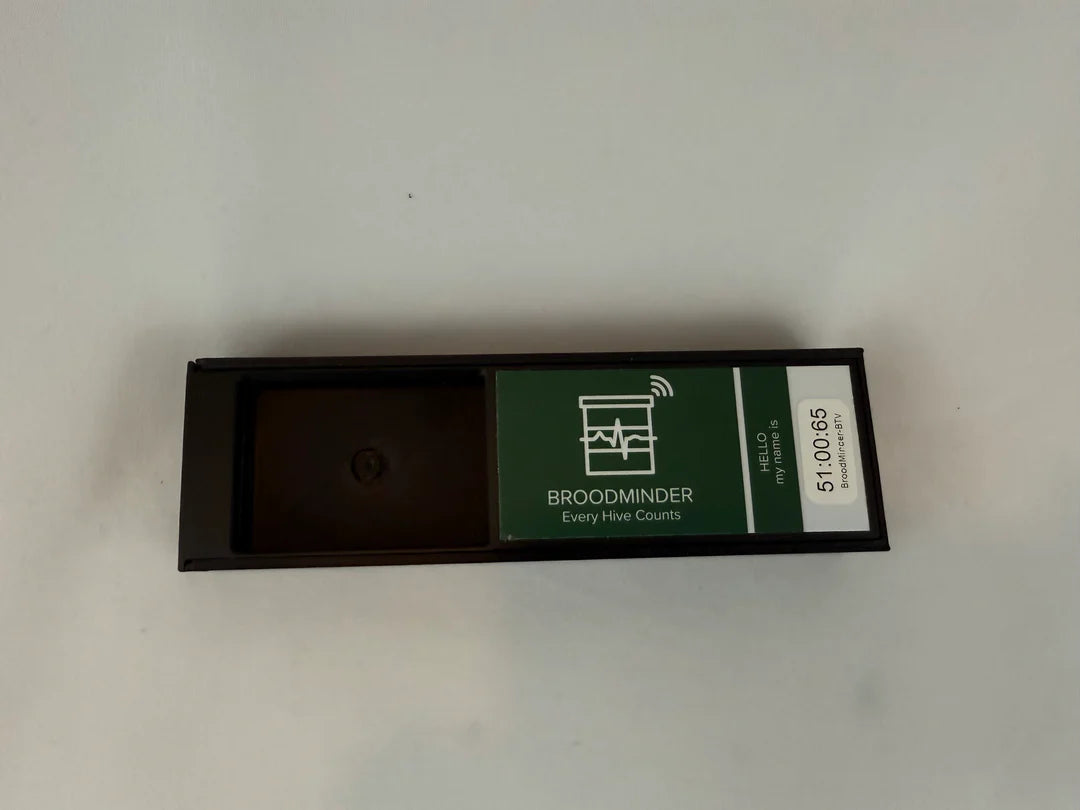 BROODMINDER
Every Hive Counts
HELLO
my name is
51:00:65
BroodMinder-BTv